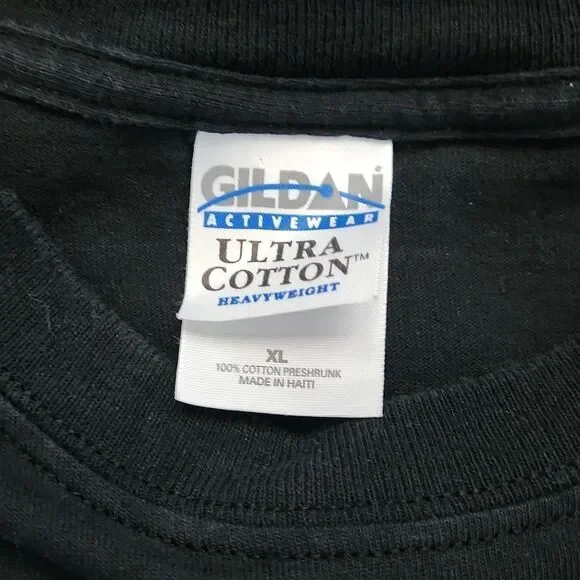 GILDAN
ACTIVEWEAR
ULTRA
COTTON™
HEAVYWEIGHT
XL
100% COTTON PRESHRUNK
MADE IN HAITI